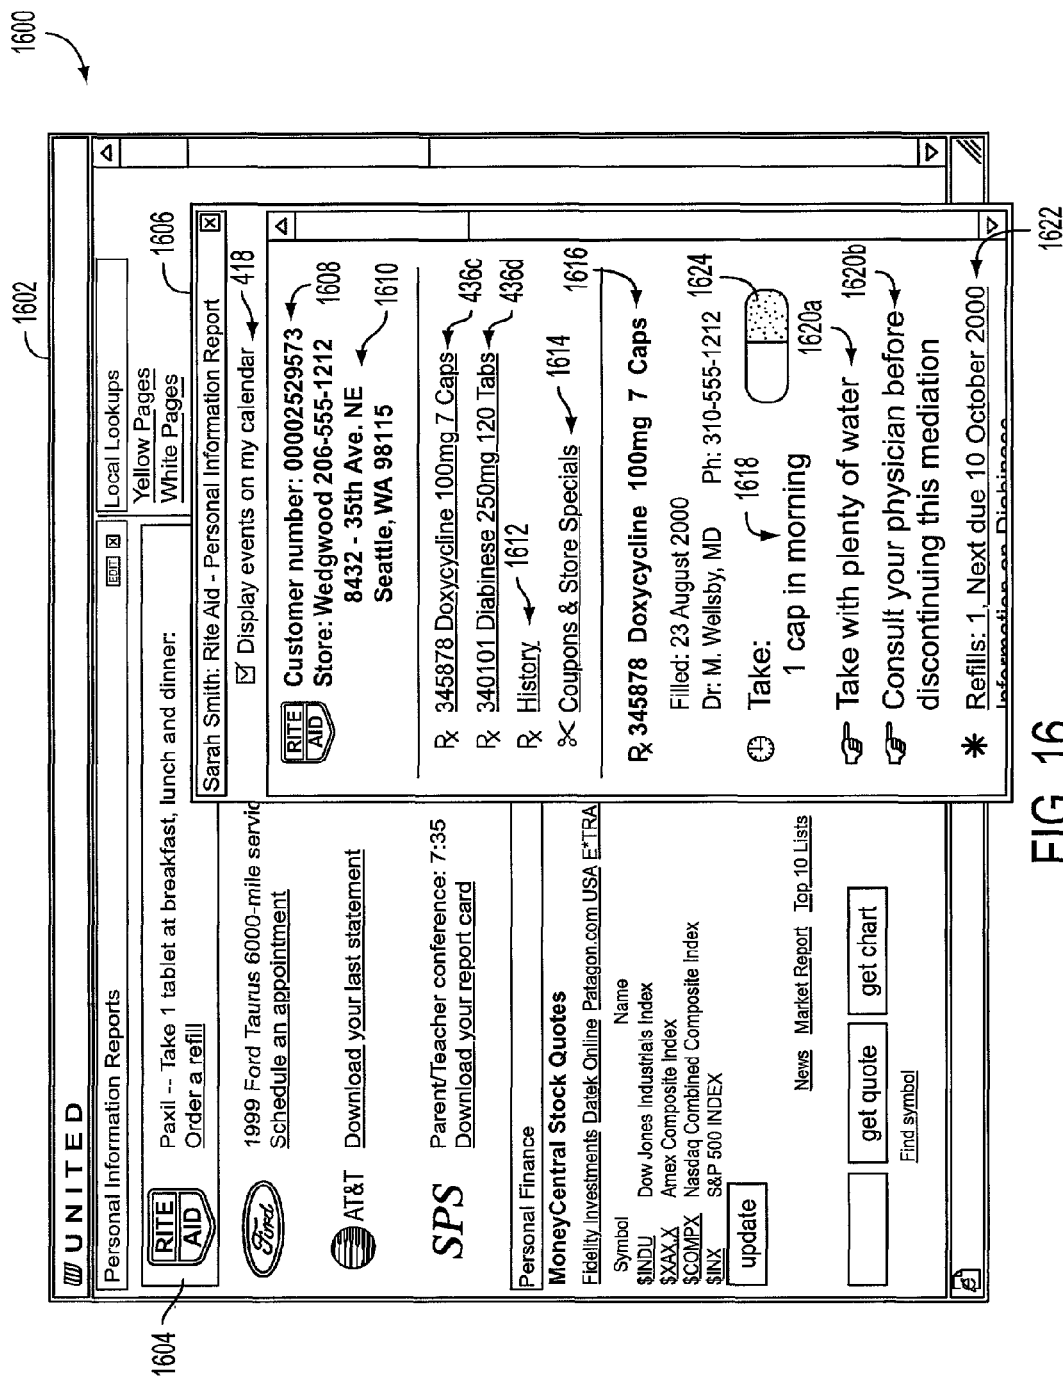 1600
1602
UNITED
Personal Information Reports
EDIT
RITE
AID
Paxil -- Take 1 tablet at breakfast, lunch and dinner:
Order a refill
1604
Ford
1999 Ford Taurus 6000-mile servic
Schedule an appointment
AT&T
Download your last statement
SPS
Parent/Teacher conference: 7:35
Download your report card
Personal Finance
MoneyCentral Stock Quotes
Fidelity Investments Datek Online Patagon.com USA E*TRA
Symbol Name
$INDU Dow Jones Industrials Index
$XAX.X Amex Composite Index
$COMPX Nasdaq Combined Composite Index
$INX S&P 500 INDEX
update
News Market Report Top 10 Lists
get quote get chart
Find symbol
Local Lookups
Yellow Pages
White Pages
1606
Sarah Smith: Rite Aid - Personal Information Report
Display events on my calendar 418
RITE
AID
Customer number: 00002529573 1608
Store: Wedgwood 206-555-1212
8432 - 35th Ave. NE 1610
Seattle, WA 98115
Rx 345878 Doxycycline 100mg 7 Caps 436c
Rx 340101 Diabinese 250mg 120 Tabs 436d
Rx History 1612
Coupons & Store Specials 1614
1616
Rx 345878 Doxycycline 100mg 7 Caps
Filled: 23 August 2000
Dr: M. Wellsby, MD Ph: 310-555-1212 1624
Take: 1618
1 cap in morning
1620a
Take with plenty of water
1620b
Consult your physician before
discontinuing this mediation
Refills: 1, Next due 10 October 2000 1622
Information on Diabinese
FIG. 16